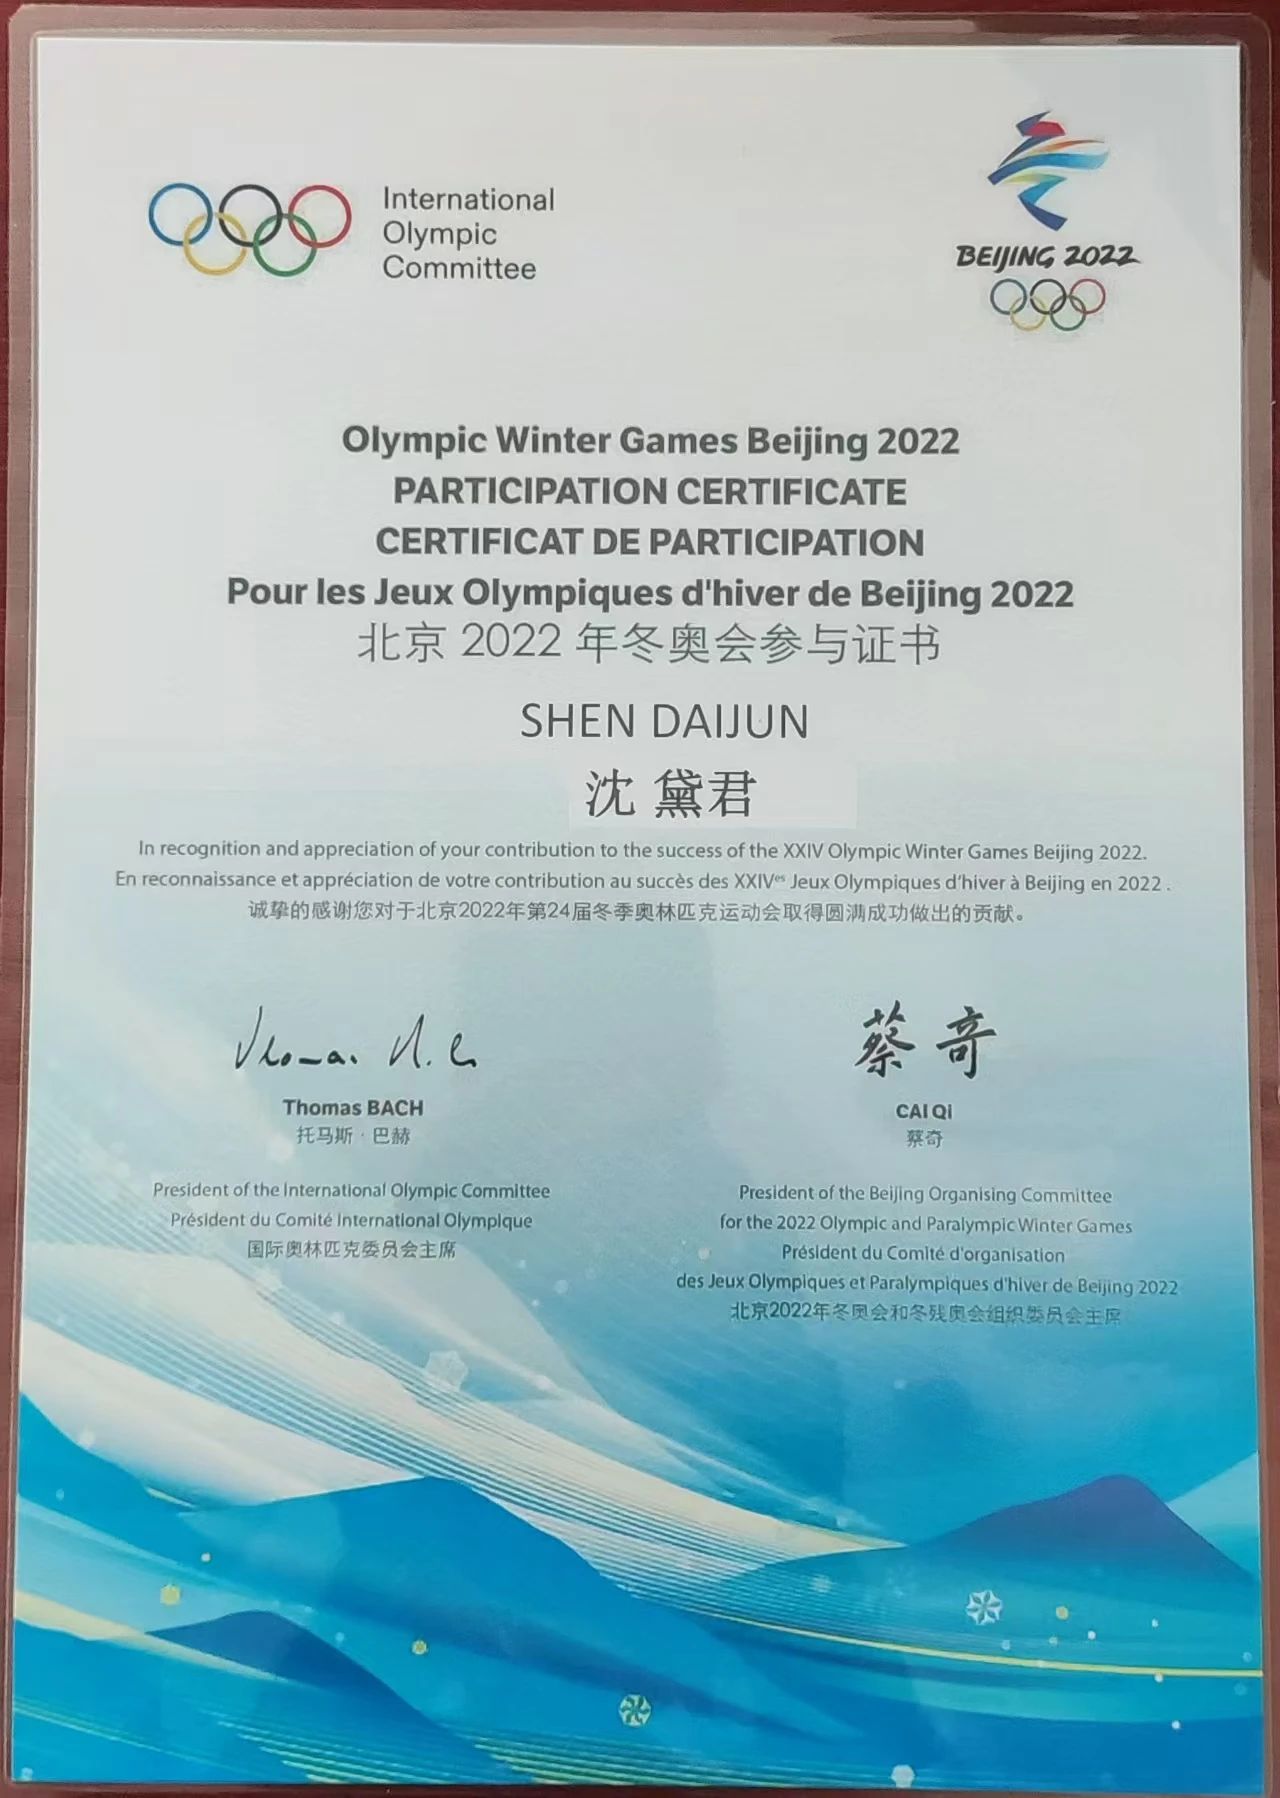 International
Olympic
Committee
BEIJING 2022
Olympic Winter Games Beijing 2022
PARTICIPATION CERTIFICATE
CERTIFICAT DE PARTICIPATION
Pour les Jeux Olympiques d'hiver de Beijing 2022
北京 2022 年冬奥会参与证书
SHEN DAIJUN
沈 黛君
In recognition and appreciation of your contribution to the success of the XXIV Olympic Winter Games Beijing 2022.
En reconnaissance et appréciation de votre contribution au succès des XXIVes Jeux Olympiques d'hiver à Beijing en 2022 .
诚挚的感谢您对于北京2022年第24届冬季奥林匹克运动会取得圆满成功做出的贡献。
蔡奇
Thomas BACH
托马斯·巴赫
President of the International Olympic Committee
Président du Comité International Olympique
国际奥林匹克委员会主席
CAI QI
蔡奇
President of the Beijing Organising Committee
for the 2022 Olympic and Paralympic Winter Games
Président du Comité d'organisation
des Jeux Olympiques et Paralympiques d'hiver de Beijing 2022
北京2022年冬奥会和冬残奥会组织委员会主席